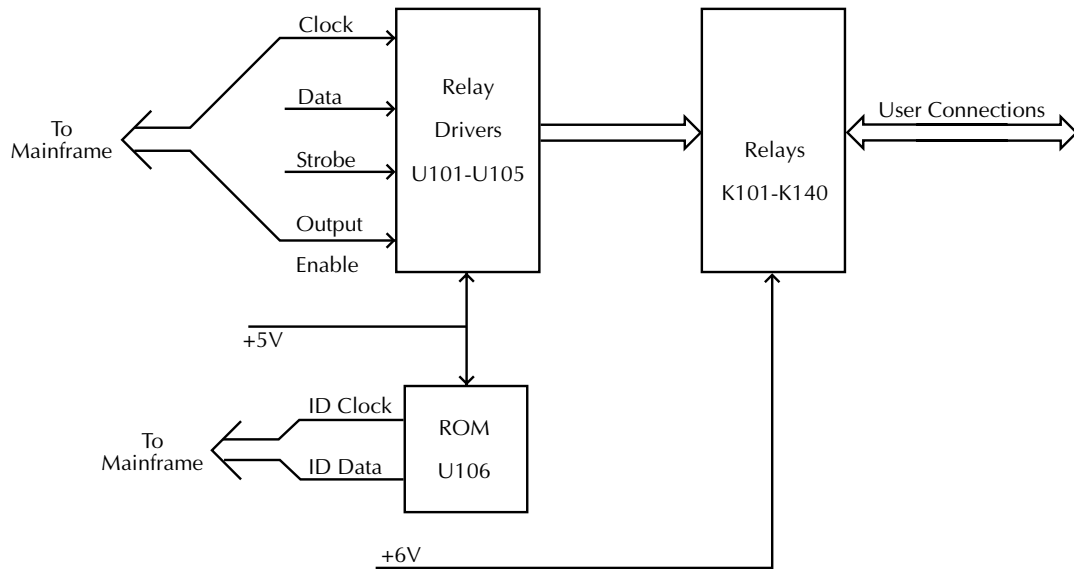 Clock
Data
Strobe
Output
Enable
To
Mainframe
Relay
Drivers
U101-U105
Relays
K101-K140
User Connections
+5V
ID Clock
ID Data
To
Mainframe
ROM
U106
+6V